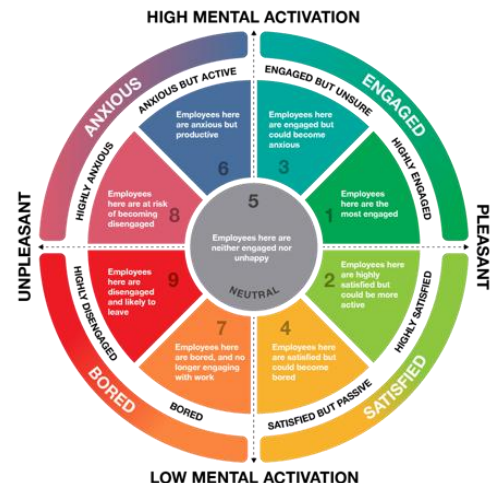 HIGH MENTAL ACTIVATION
ANXIOUS
ANXIOUS BUT ACTIVE
ENGAGED BUT UNSURE
ENGAGED
Employees here
are anxious but
productive
6
Employees here
are engaged but
could become
anxious
3
HIGHLY ANXIOUS
HIGHLY ENGAGED
Employees
here are at risk
of becoming
disengaged
8
5
Employees here are
neither engaged nor
unhappy
NEUTRAL
Employees
here are the
most engaged
1
UNPLEASANT
PLEASANT
Employees
here are
disengaged
and likely to
leave
9
Employees here
are highly
satisfied but
could be more
active
2
HIGHLY DISENGAGED
HIGHLY SATISFIED
7
Employees here
are bored, and no
longer engaging
with work
4
Employees here
are satisfied but
could become
bored
BORED
BORED
SATISFIED BUT PASSIVE
SATISFIED
LOW MENTAL ACTIVATION